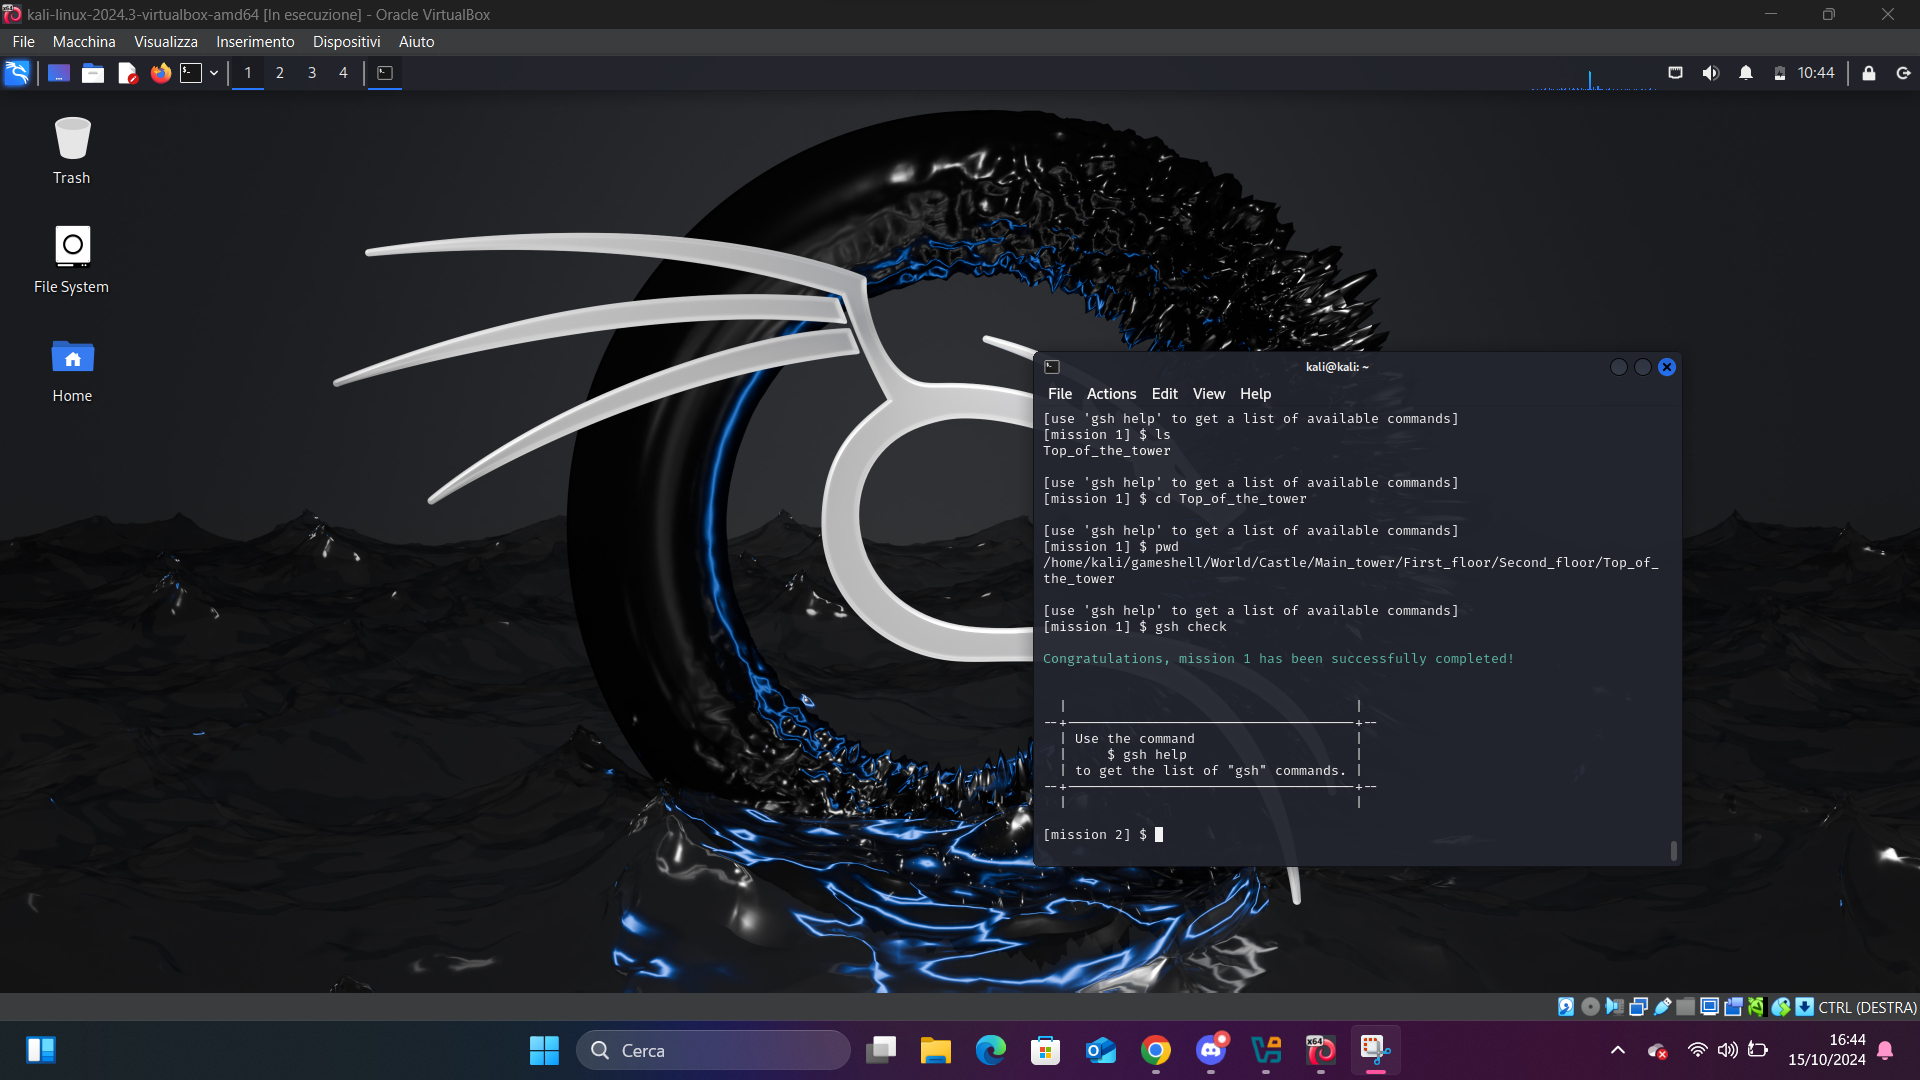 kali-linux-2024.3-virtualbox-amd64 [In esecuzione] - Oracle VirtualBox
File Macchina Visualizza Inserimento Dispositivi Aiuto
1 2 3 4
10:44
Trash
File System
Home
kali@kali: ~
File Actions Edit View Help
[use 'gsh help' to get a list of available commands]
[mission 1] $ ls
Top_of_the_tower
[use 'gsh help' to get a list of available commands]
[mission 1] $ cd Top_of_the_tower
[use 'gsh help' to get a list of available commands]
[mission 1] $ pwd
/home/kali/gameshell/World/Castle/Main_tower/First_floor/Second_floor/Top_of_
the_tower
[use 'gsh help' to get a list of available commands]
[mission 1] $ gsh check
Congratulations, mission 1 has been successfully completed!
Use the command
$ gsh help
to get the list of "gsh" commands.
[mission 2] $
CTRL (DESTRA)
Cerca
16:44
15/10/2024